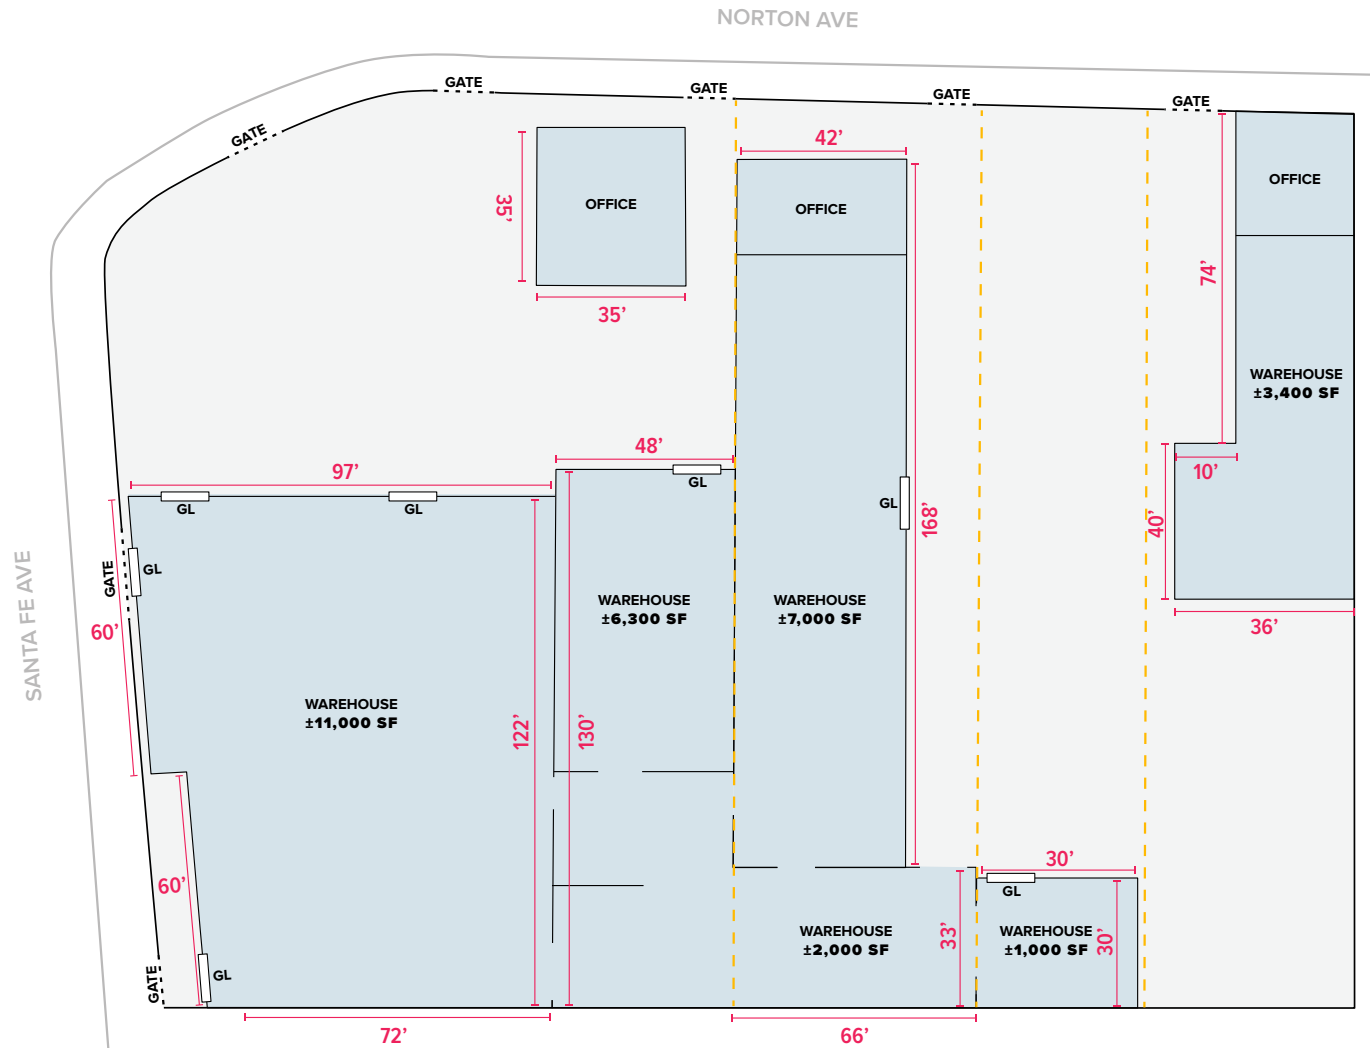 NORTON AVE
GATE
GATE
GATE
GATE
GATE
42'
35'
OFFICE
OFFICE
OFFICE
35'
74'
WAREHOUSE
±3,400 SF
48'
97'
10'
GL
GL
GL
GL
168'
40'
SANTA FE AVE
GATE
GL
60'
WAREHOUSE
±6,300 SF
WAREHOUSE
±7,000 SF
36'
WAREHOUSE
±11,000 SF
122'
130'
60'
30'
GL
WAREHOUSE
±2,000 SF
33'
WAREHOUSE
±1,000 SF
30'
GATE
GL
72'
66'